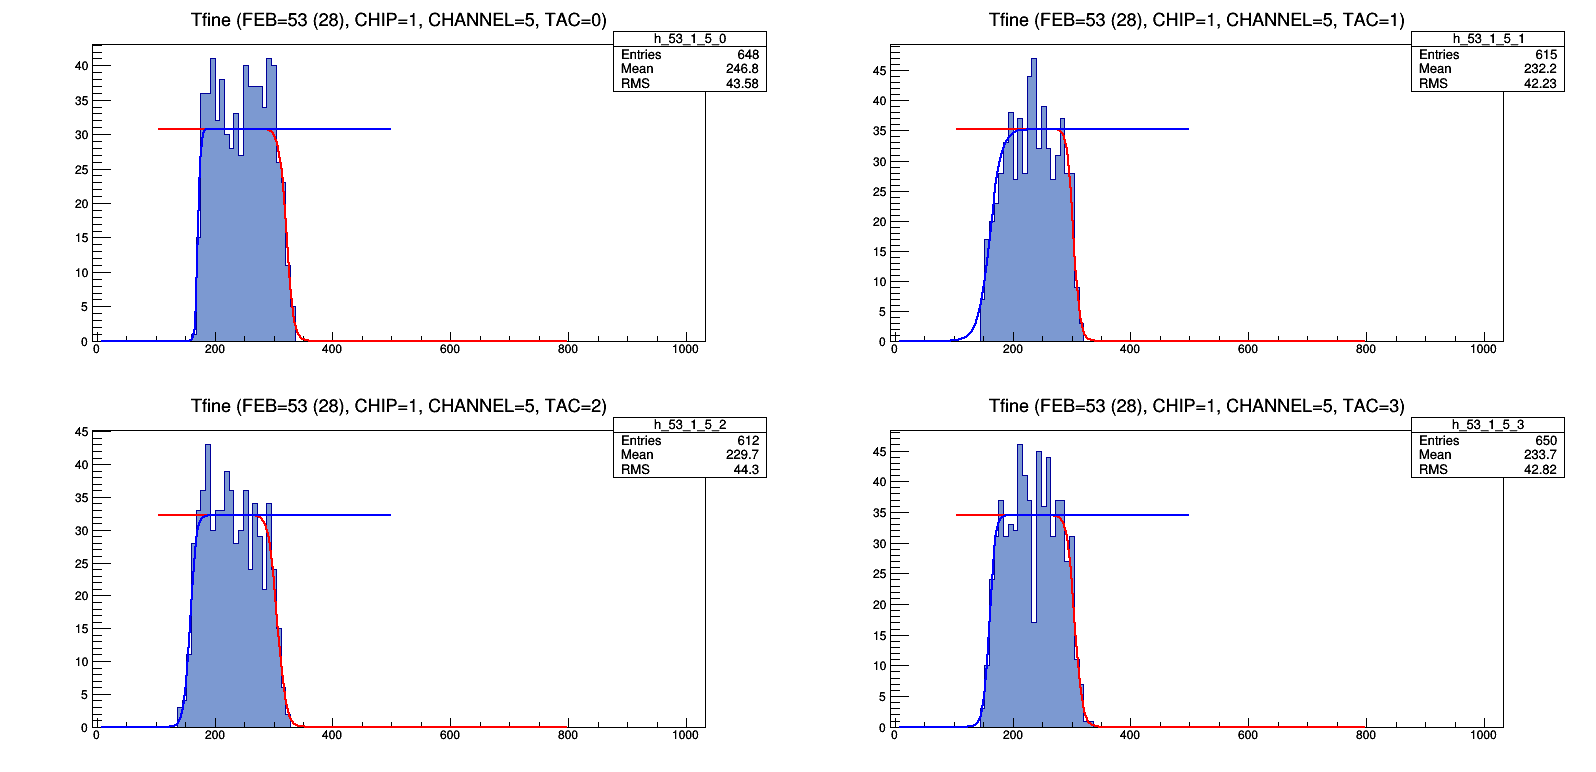 Tfine (FEB=53 (28), CHIP=1, CHANNEL=5, TAC=0)
h_53_1_5_0
Entries 648
Mean 246.8
RMS 43.58
40
35
30
25
20
15
10
5
0
0 200 400 600 800 1000
Tfine (FEB=53 (28), CHIP=1, CHANNEL=5, TAC=1)
h_53_1_5_1
Entries 615
Mean 232.2
RMS 42.23
45
40
35
30
25
20
15
10
5
0
0 200 400 600 800 1000
Tfine (FEB=53 (28), CHIP=1, CHANNEL=5, TAC=2)
h_53_1_5_2
Entries 612
Mean 229.7
RMS 44.3
45
40
35
30
25
20
15
10
5
0
0 200 400 600 800 1000
Tfine (FEB=53 (28), CHIP=1, CHANNEL=5, TAC=3)
h_53_1_5_3
Entries 650
Mean 233.7
RMS 42.82
45
40
35
30
25
20
15
10
5
0
0 200 400 600 800 1000